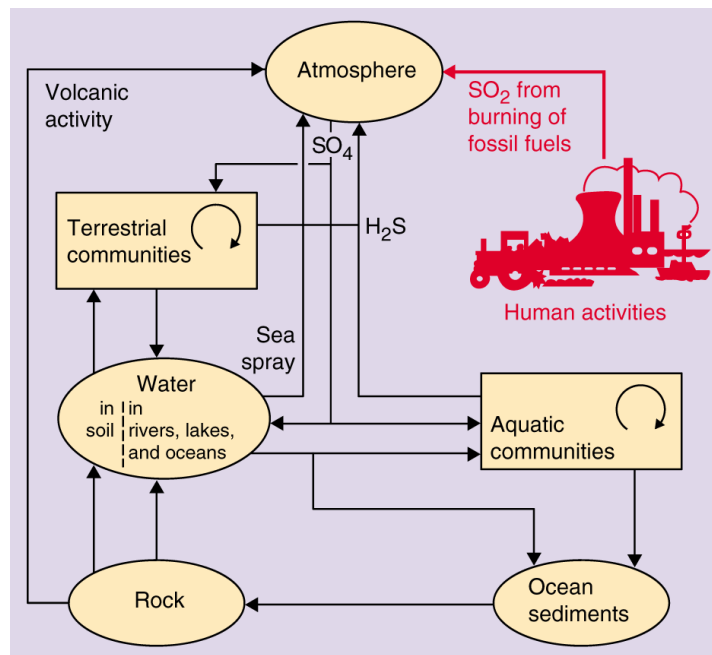 Atmosphere
Volcanic
activity
SO2 from
burning of
fossil fuels
SO4
Terrestrial
communities
H2S
Human activities
Sea
spray
Water
in in
soil rivers, lakes,
and oceans
Aquatic
communities
Rock
Ocean
sediments